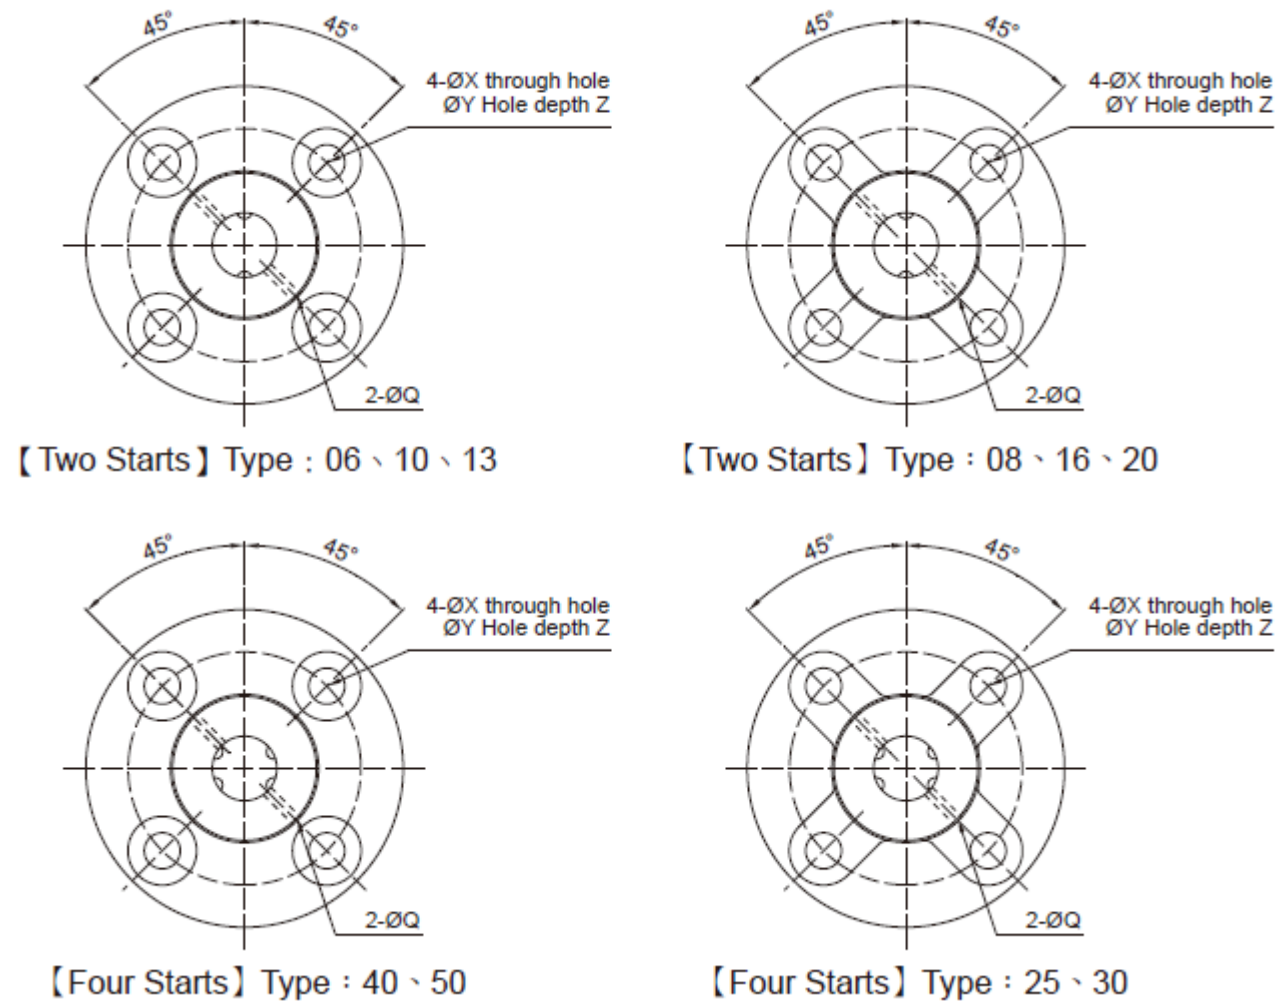 45° 45°
4-ØX through hole
ØY Hole depth Z
2-ØQ
【Two Starts】Type：06、10、13
45° 45°
4-ØX through hole
ØY Hole depth Z
2-ØQ
【Two Starts】Type：08、16、20
45° 45°
4-ØX through hole
ØY Hole depth Z
2-ØQ
【Four Starts】Type：40、50
45° 45°
4-ØX through hole
ØY Hole depth Z
2-ØQ
【Four Starts】Type：25、30